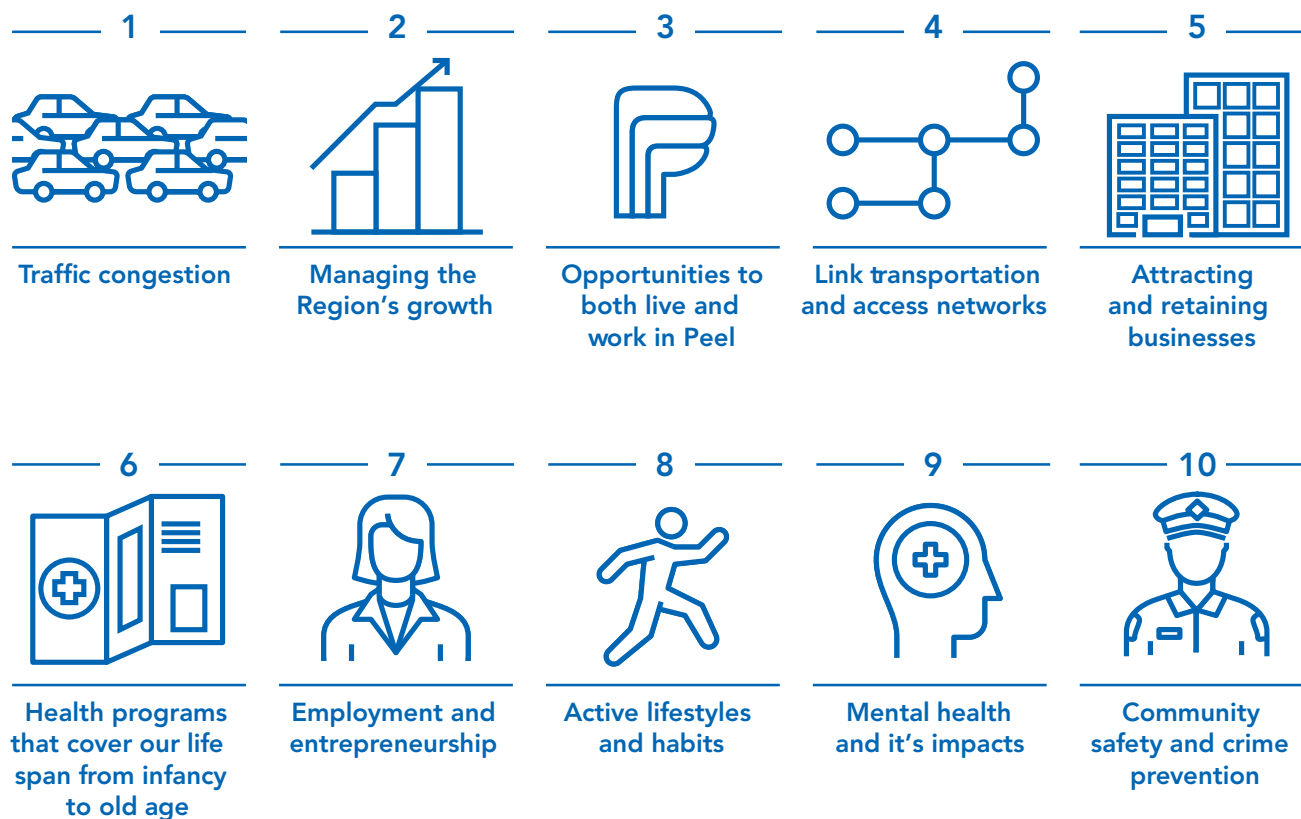 1
Traffic congestion
2
Managing the
Region's growth
3
Opportunities to
both live and
work in Peel
4
Link transportation
and access networks
5
Attracting
and retaining
businesses
6
Health programs
that cover our life
span from infancy
to old age
7
Employment and
entrepreneurship
8
Active lifestyles
and habits
9
Mental health
and it's impacts
10
Community
safety and crime
prevention